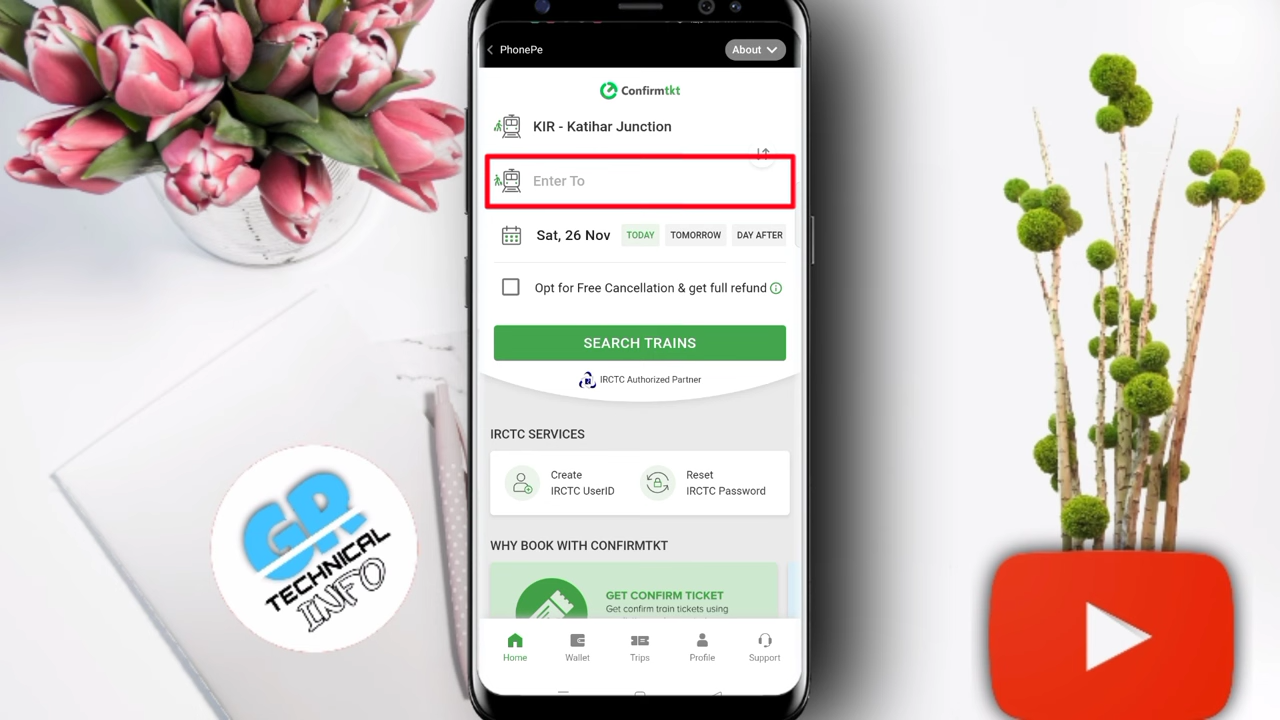 PhonePe
About
Confirmtkt
KIR - Katihar Junction
Enter To
Sat, 26 Nov
TODAY
TOMORROW
DAY AFTER
Opt for Free Cancellation & get full refund
SEARCH TRAINS
IRCTC Authorized Partner
IRCTC SERVICES
Create
IRCTC UserID
Reset
IRCTC Password
WHY BOOK WITH CONFIRMTKT
GET CONFIRM TICKET
Get confirm train tickets using
Home
Wallet
Trips
Profile
Support
GR
TECHNICAL
INFO